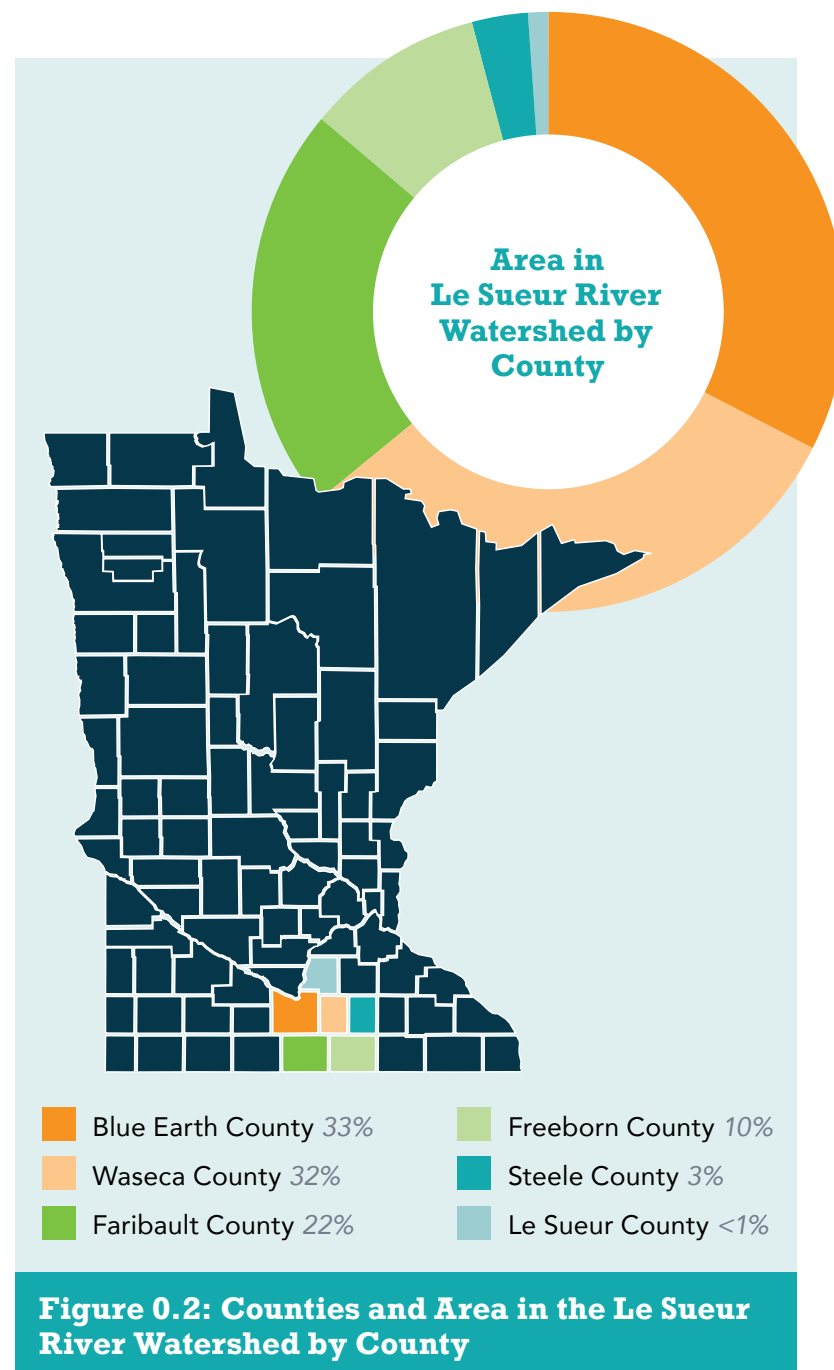 Area in
Le Sueur River
Watershed by
County
Blue Earth County 33%
Waseca County 32%
Faribault County 22%
Freeborn County 10%
Steele County 3%
Le Sueur County <1%
Figure 0.2: Counties and Area in the Le Sueur
River Watershed by County